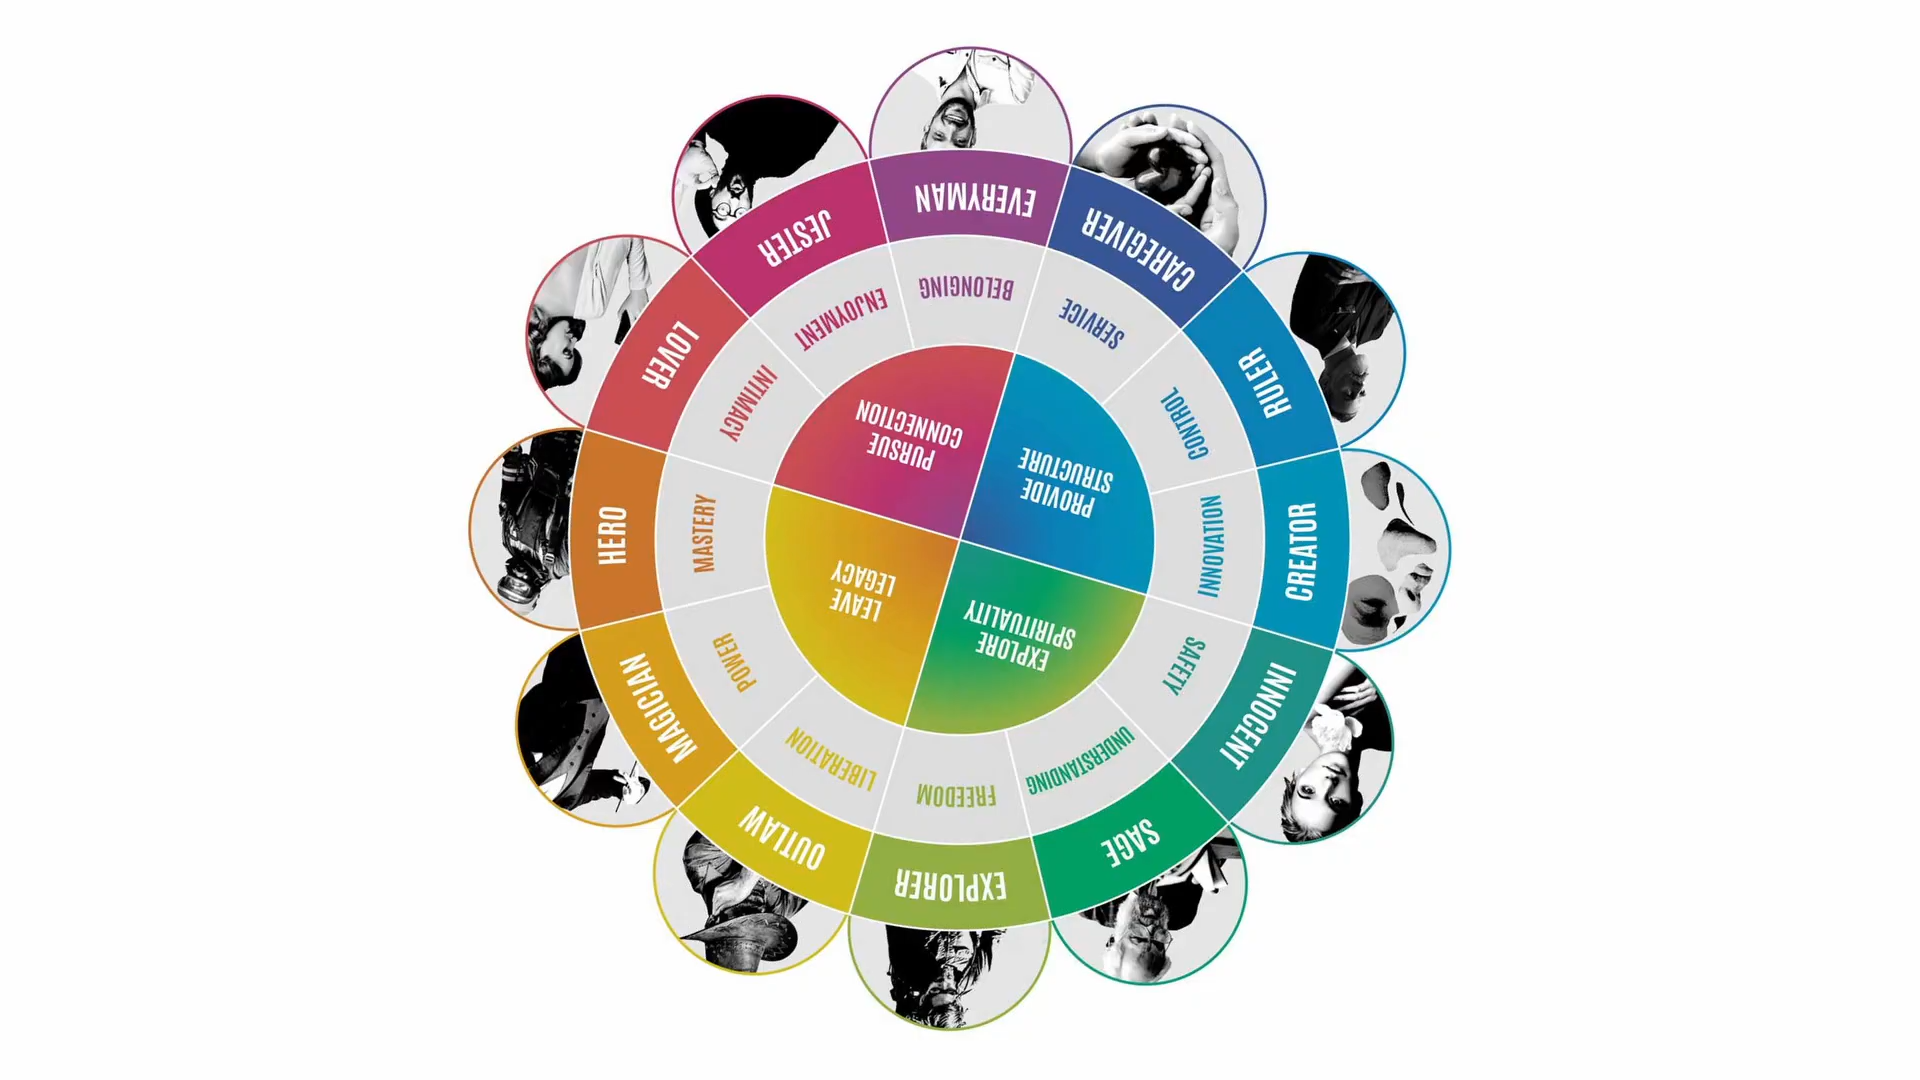 EVERYMAN
CAREGIVER
RULER
CREATOR
INNOCENT
SAGE
EXPLORER
OUTLAW
MAGICIAN
HERO
LOVER
JESTER
BELONGING
SERVICE
CONTROL
INNOVATION
SAFETY
UNDERSTANDING
FREEDOM
LIBERATION
POWER
MASTERY
INTIMACY
ENJOYMENT
PROVIDE
STRUCTURE
EXPLORE
SPIRITUALITY
LEAVE
LEGACY
PURSUE
CONNECTION